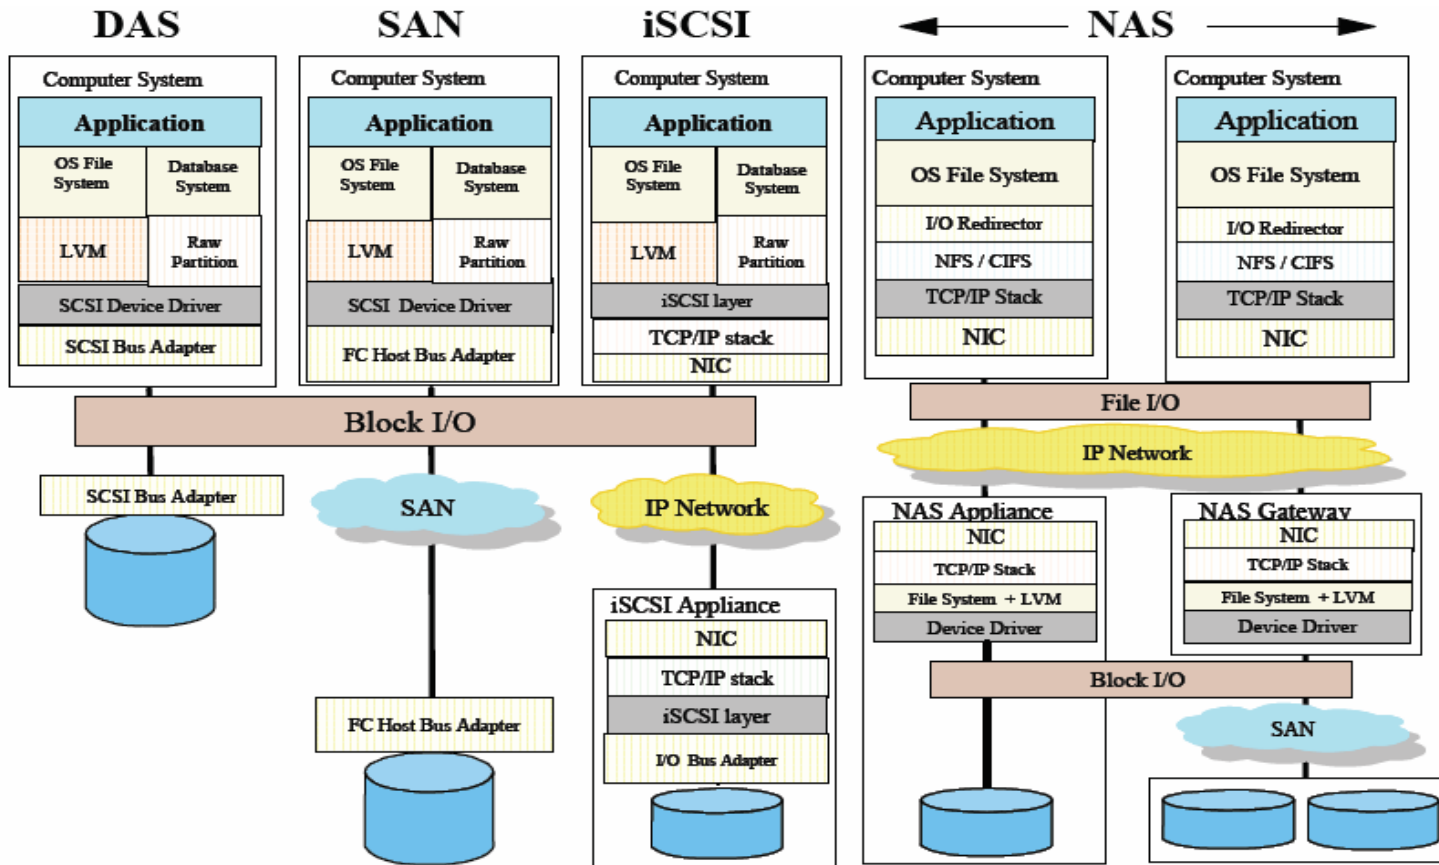 DAS
SAN
iSCSI
NAS
Computer System
Application
OS File
System
Database
System
LVM
Raw
Partition
SCSI Device Driver
SCSI Bus Adapter
Computer System
Application
OS File
System
Database
System
LVM
Raw
Partition
SCSI Device Driver
FC Host Bus Adapter
Computer System
Application
OS File
System
Database
System
LVM
Raw
Partition
iSCSI layer
TCP/IP stack
NIC
Computer System
Application
OS File System
I/O Redirector
NFS / CIFS
TCP/IP Stack
NIC
Computer System
Application
OS File System
I/O Redirector
NFS / CIFS
TCP/IP Stack
NIC
Block I/O
File I/O
SCSI Bus Adapter
SAN
FC Host Bus Adapter
IP Network
iSCSI Appliance
NIC
TCP/IP stack
iSCSI layer
I/O Bus Adapter
IP Network
NAS Appliance
NIC
TCP/IP Stack
File System + LVM
Device Driver
NAS Gateway
NIC
TCP/IP Stack
File System + LVM
Device Driver
Block I/O
SAN